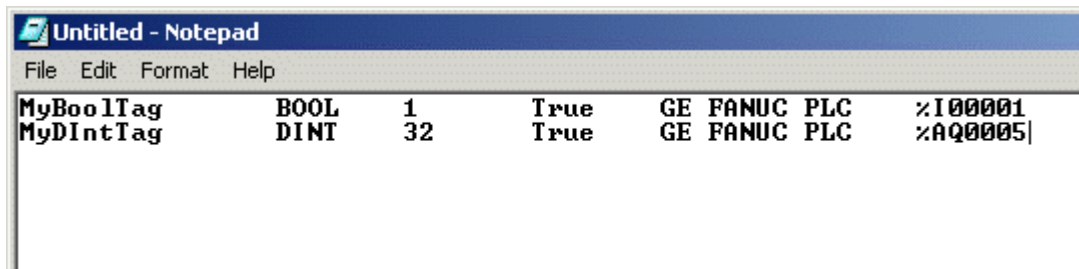 Untitled - Notepad
File Edit Format Help
MyBoolTag BOOL 1 True GE FANUC PLC %I00001
MyDIntTag DINT 32 True GE FANUC PLC %AQ0005